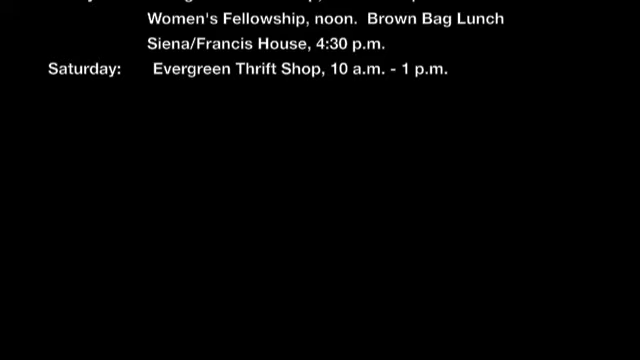 Women's Fellowship, noon.  Brown Bag Lunch
Siena/Francis House, 4:30 p.m.
Saturday:     Evergreen Thrift Shop, 10 a.m. - 1 p.m.